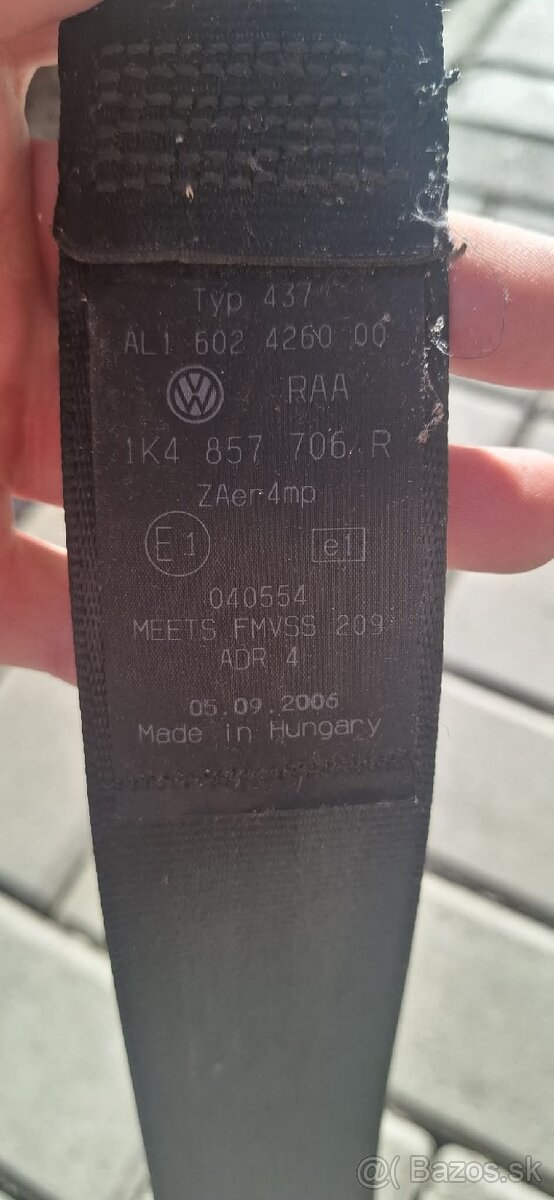 Typ 437
AL1 602 4260 00
RAA
1K4 857 706 R
ZAer4mp
E1 e1
040554
MEETS FMVSS 209
ADR 4
05.09.2006
Made in Hungary
@( Bazos.sk